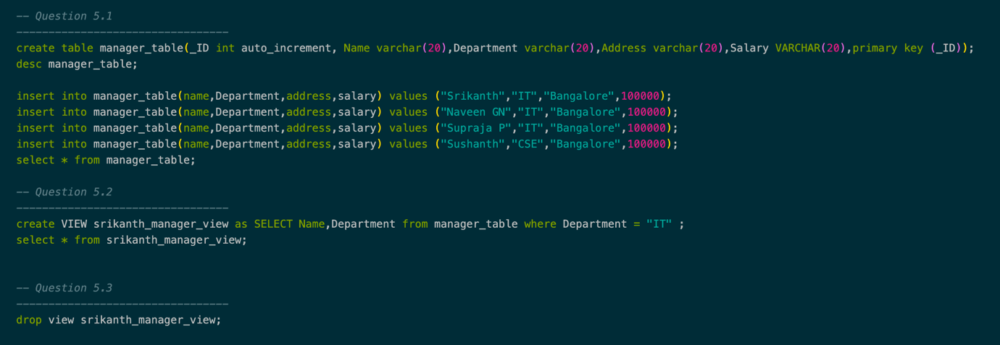 -- Question 5.1
---------------------------------
create table manager_table(_ID int auto_increment, Name varchar(20),Department varchar(20),Address varchar(20),Salary VARCHAR(20),primary key (_ID));
desc manager_table;
insert into manager_table(name,Department,address,salary) values ("Srikanth","IT","Bangalore",100000);
insert into manager_table(name,Department,address,salary) values ("Naveen GN","IT","Bangalore",100000);
insert into manager_table(name,Department,address,salary) values ("Supraja P","IT","Bangalore",100000);
insert into manager_table(name,Department,address,salary) values ("Sushanth","CSE","Bangalore",100000);
select * from manager_table;
-- Question 5.2
---------------------------------
create VIEW srikanth_manager_view as SELECT Name,Department from manager_table where Department = "IT" ;
select * from srikanth_manager_view;
-- Question 5.3
---------------------------------
drop view srikanth_manager_view;